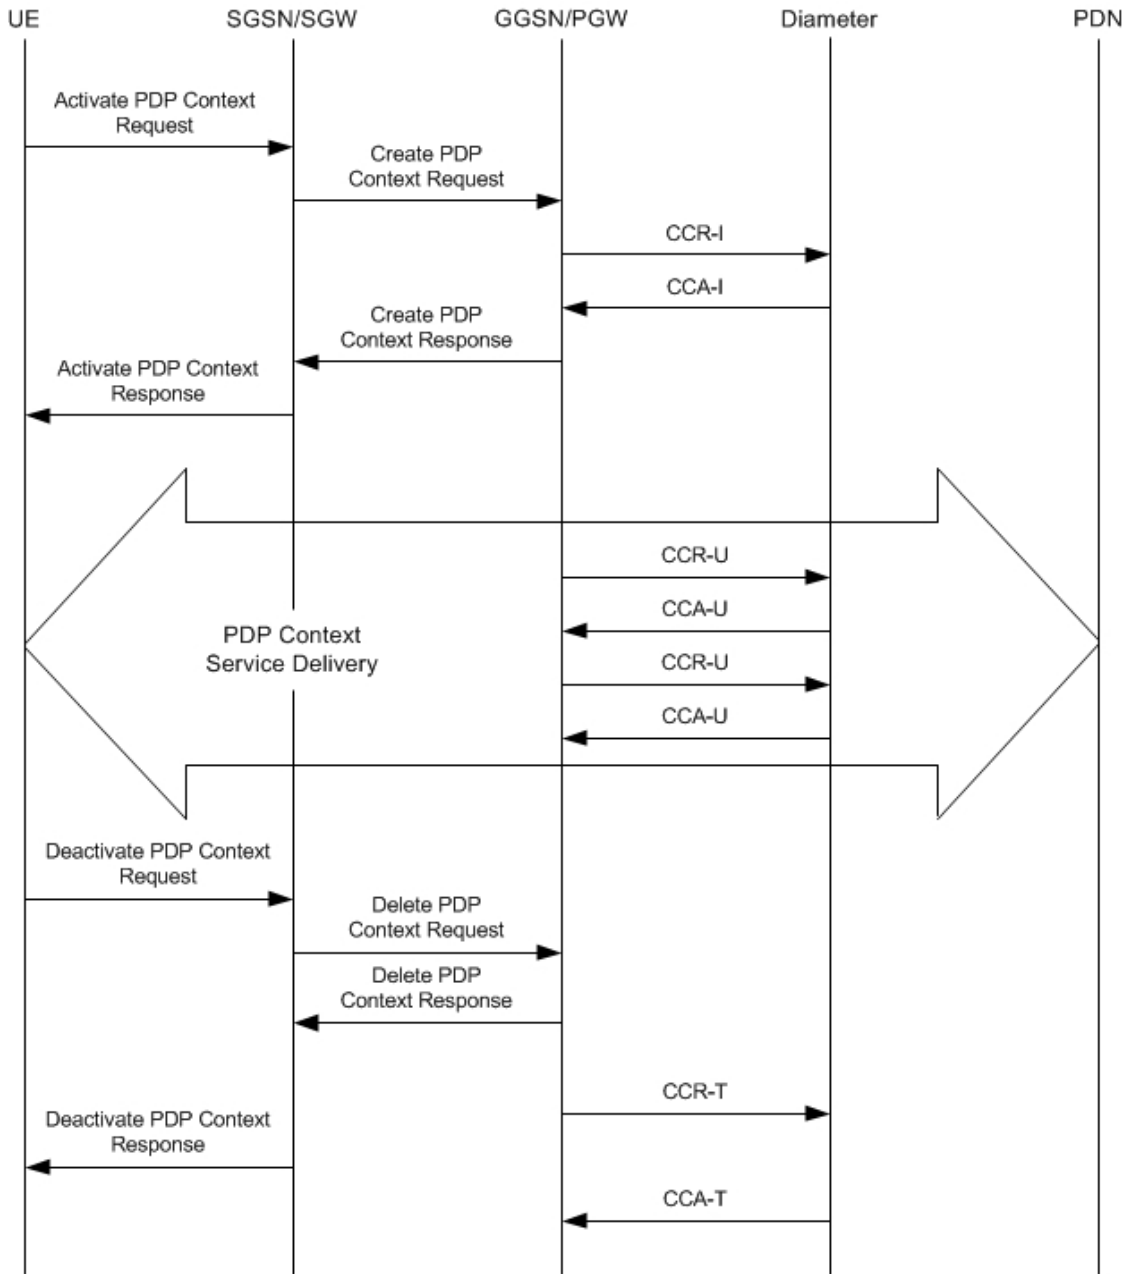 UE
SGSN/SGW
GGSN/PGW
Diameter
PDN
Activate PDP Context
Request
Create PDP
Context Request
CCR-I
CCA-I
Create PDP
Context Response
Activate PDP Context
Response
CCR-U
CCA-U
PDP Context
Service Delivery
CCR-U
CCA-U
Deactivate PDP Context
Request
Delete PDP
Context Request
Delete PDP
Context Response
CCR-T
Deactivate PDP Context
Response
CCA-T